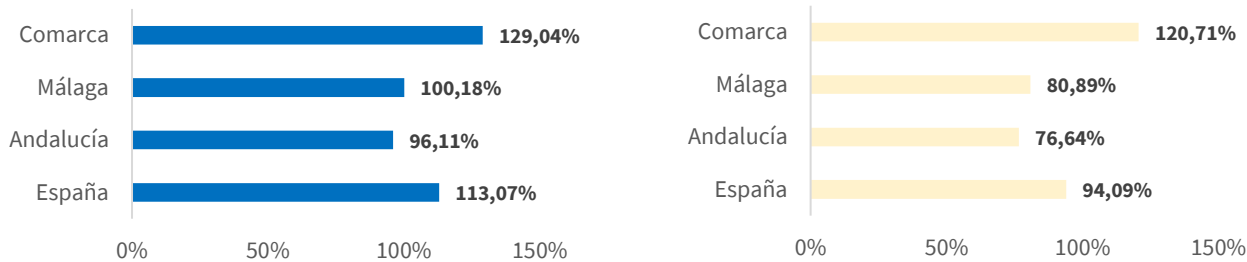 Comarca 129,04%
Málaga 100,18%
Andalucía 96,11%
España 113,07%
0% 50% 100% 150%
Comarca 120,71%
Málaga 80,89%
Andalucía 76,64%
España 94,09%
0% 50% 100% 150%